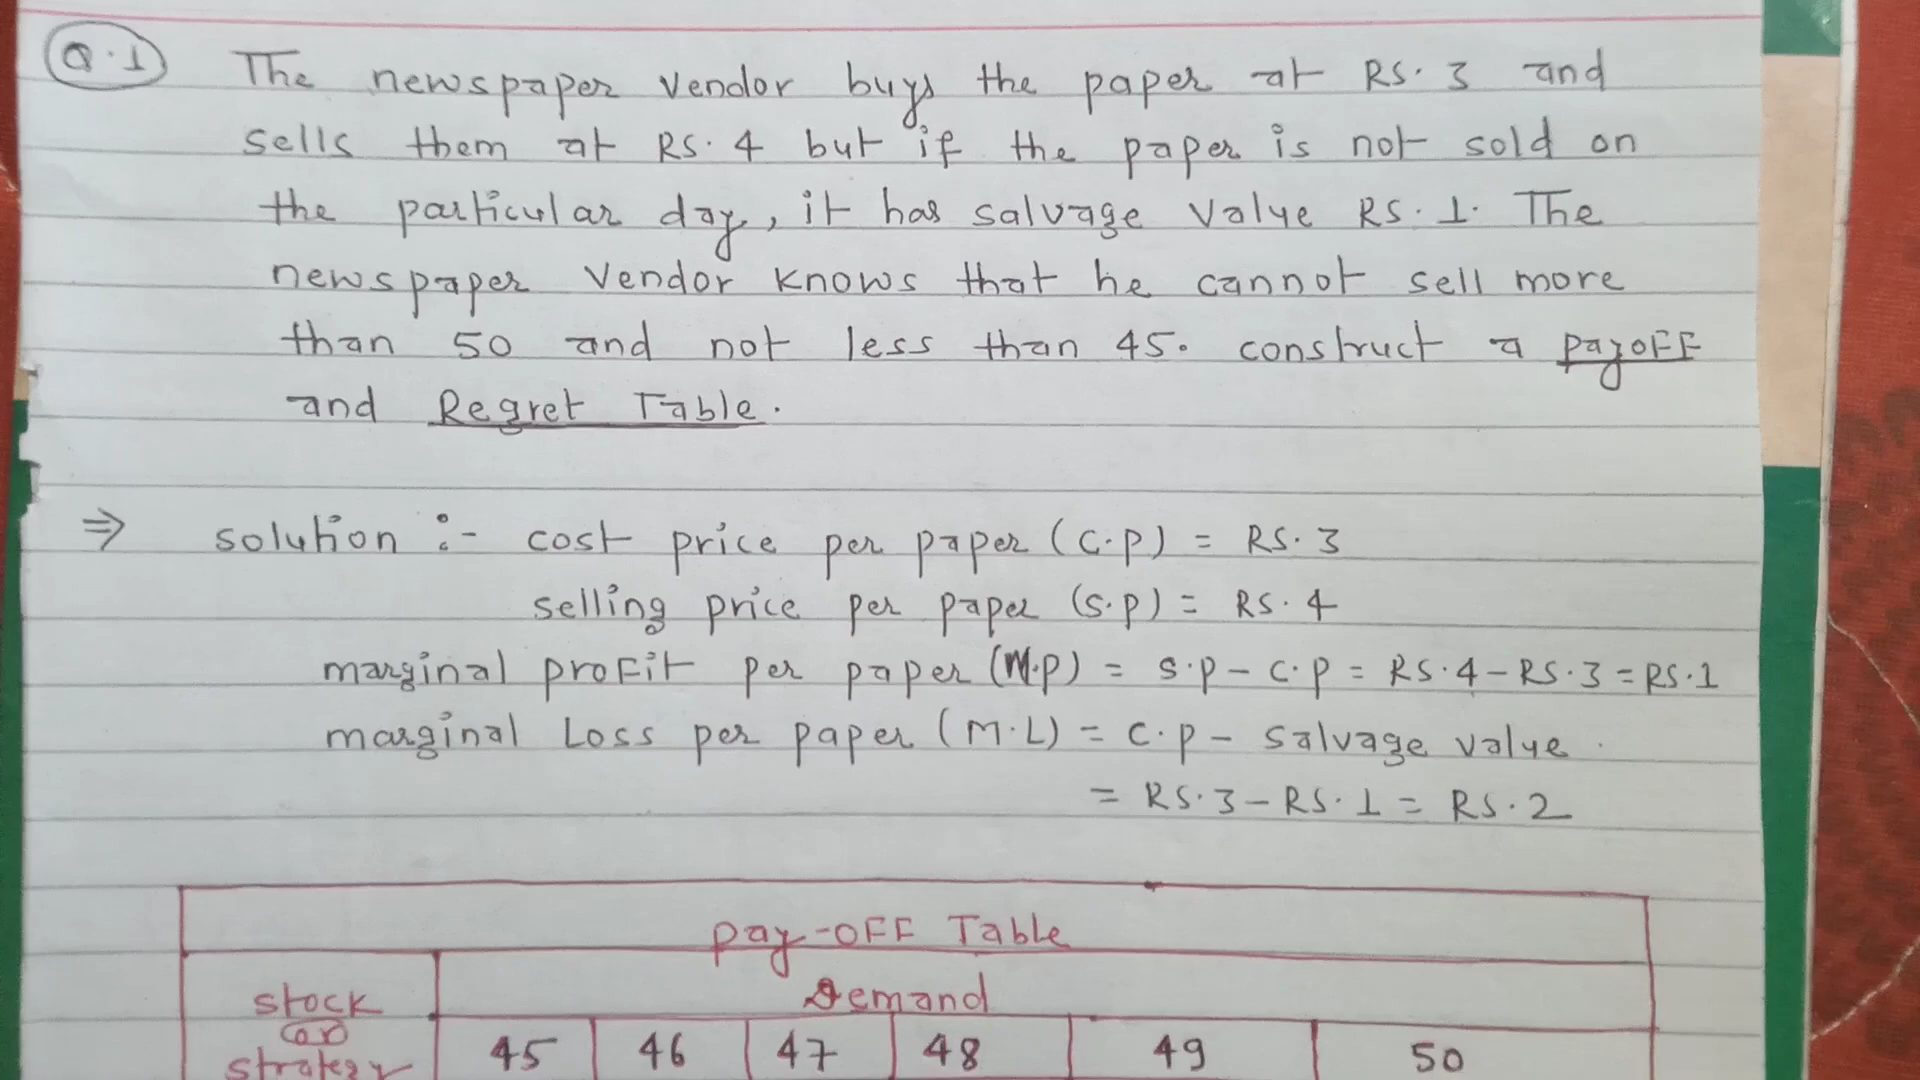 Q.1 The newspaper vendor buys the paper at RS. 3 and
sells them at RS. 4 but if the paper is not sold on
the particular day, it has salvage value RS. 1. The
newspaper vendor knows that he cannot sell more
than 50 and not less than 45. construct a payoff
and Regret Table.
⇒ solution :- cost price per paper (C.P) = RS. 3
selling price per paper (S.P) = RS. 4
marginal profit per paper (M.P) = S.P - C.P = RS.4 - RS.3 = RS.1
marginal Loss per paper (M.L) = C.P - salvage value.
= RS.3 - RS.1 = RS.2
Pay-OFF Table
stock Demand
(or)
strategy 45 46 47 48 49 50